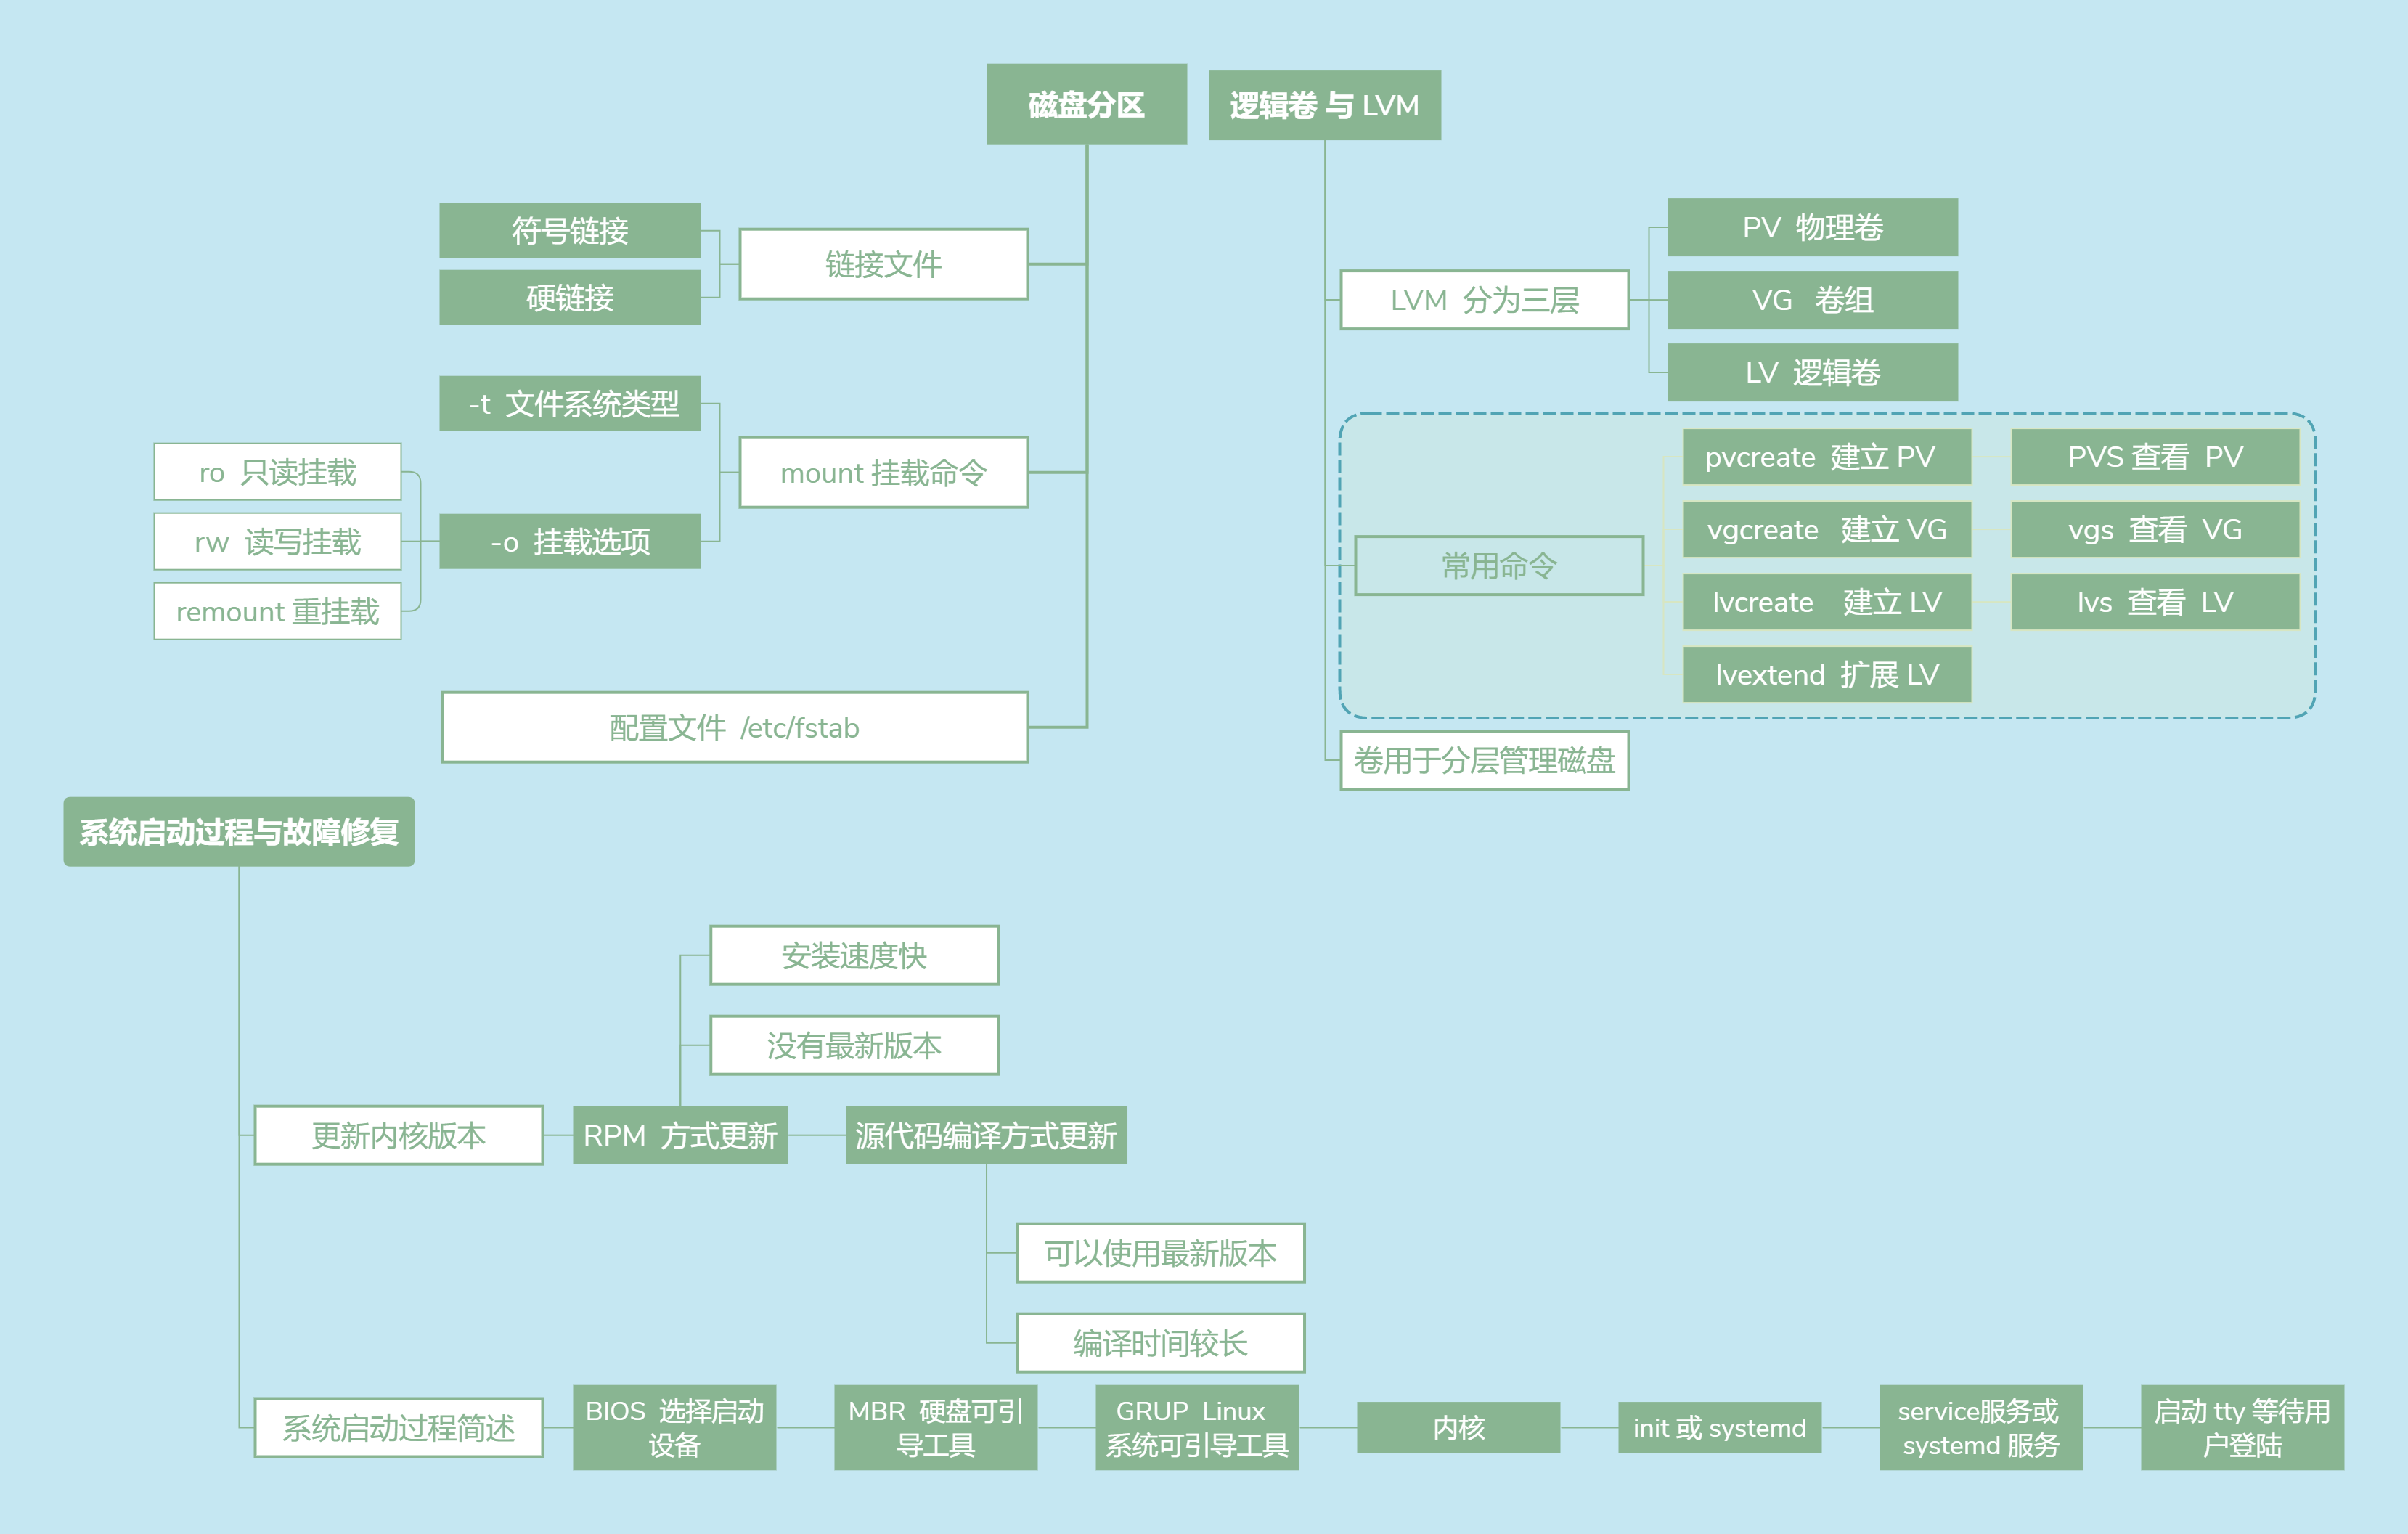 磁盘分区
链接文件
符号链接
硬链接
mount 挂载命令
-t 文件系统类型
-o 挂载选项
ro 只读挂载
rw 读写挂载
remount 重挂载
配置文件 /etc/fstab
逻辑卷 与 LVM
LVM 分为三层
PV 物理卷
VG 卷组
LV 逻辑卷
常用命令
pvcreate 建立 PV
PVS 查看 PV
vgcreate 建立 VG
vgs 查看 VG
lvcreate 建立 LV
lvs 查看 LV
lvextend 扩展 LV
卷用于分层管理磁盘
系统启动过程与故障修复
更新内核版本
RPM 方式更新
安装速度快
没有最新版本
源代码编译方式更新
可以使用最新版本
编译时间较长
系统启动过程简述
BIOS 选择启动
设备
MBR 硬盘可引
导工具
GRUP Linux
系统可引导工具
内核
init 或 systemd
service服务或
systemd 服务
启动 tty 等待用
户登陆